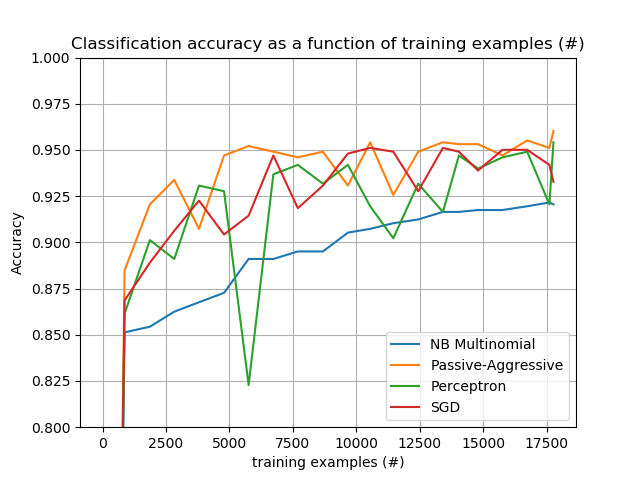 Classification accuracy as a function of training examples (#)
1.000
0.975
0.950
0.925
0.900
0.875
0.850
0.825
0.800
Accuracy
NB Multinomial
Passive-Aggressive
Perceptron
SGD
0 2500 5000 7500 10000 12500 15000 17500
training examples (#)